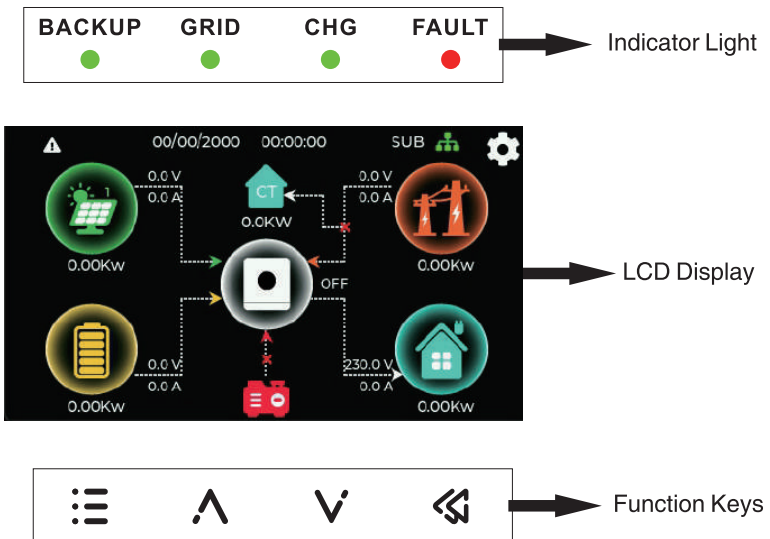 BACKUP GRID CHG FAULT
Indicator Light
00/00/2000 00:00:00 SUB
1
0.0 V
0.0 A
CT
0.0KW
0.0 V
0.0 A
0.00Kw
0.00Kw
OFF
LCD Display
0.0 V
0.0 A
230.0 V
0.0 A
0.00Kw
0.00Kw
Function Keys